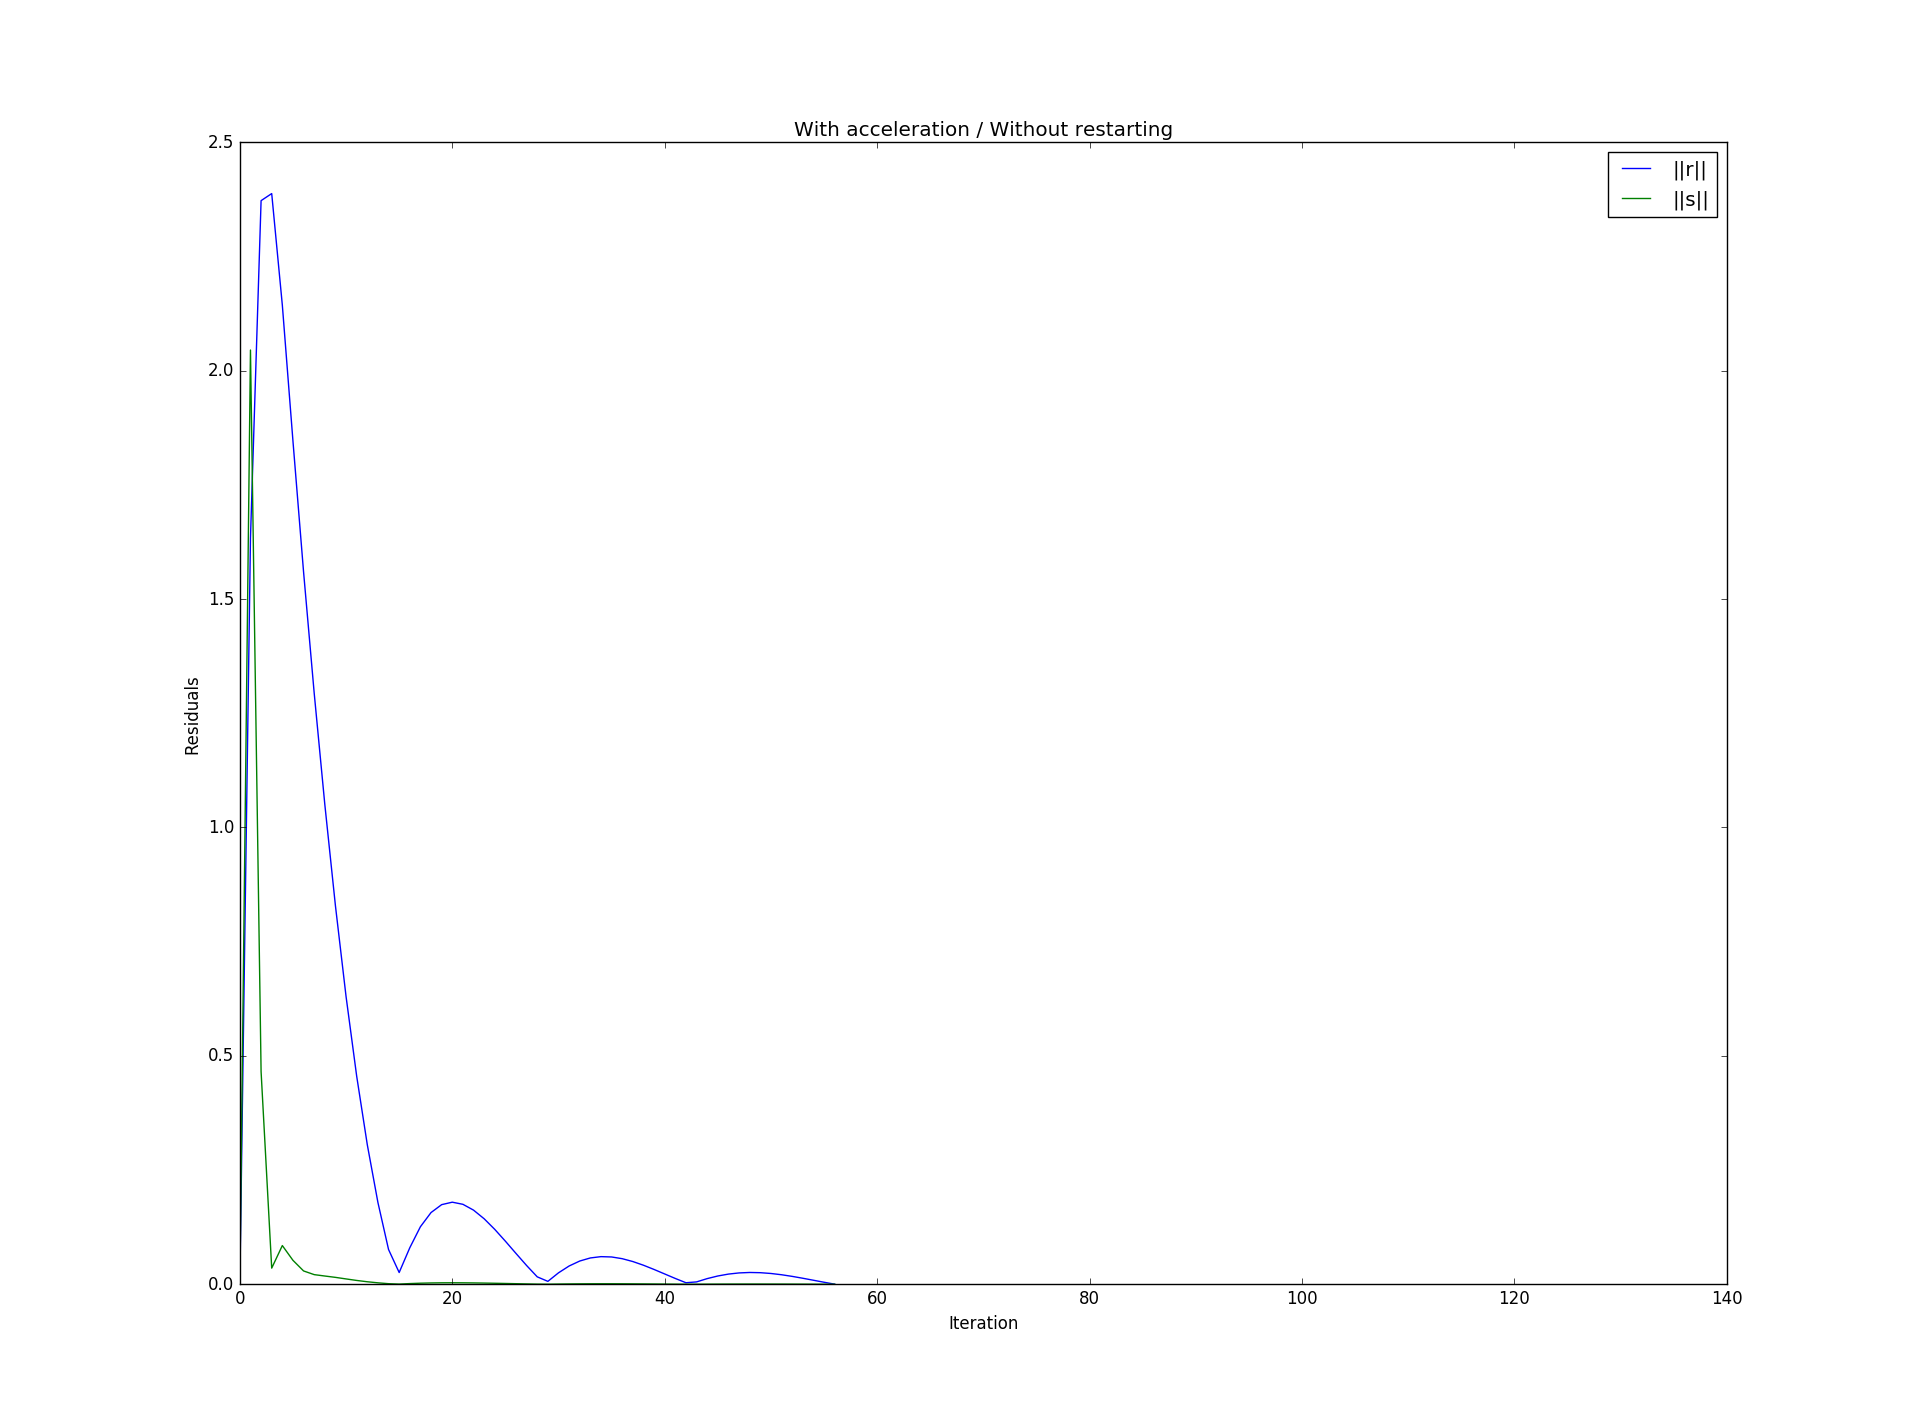 With acceleration / Without restarting
2.5
2.0
1.5
1.0
0.5
0.0
Residuals
||r||
||s||
0 20 40 60 80 100 120 140
Iteration